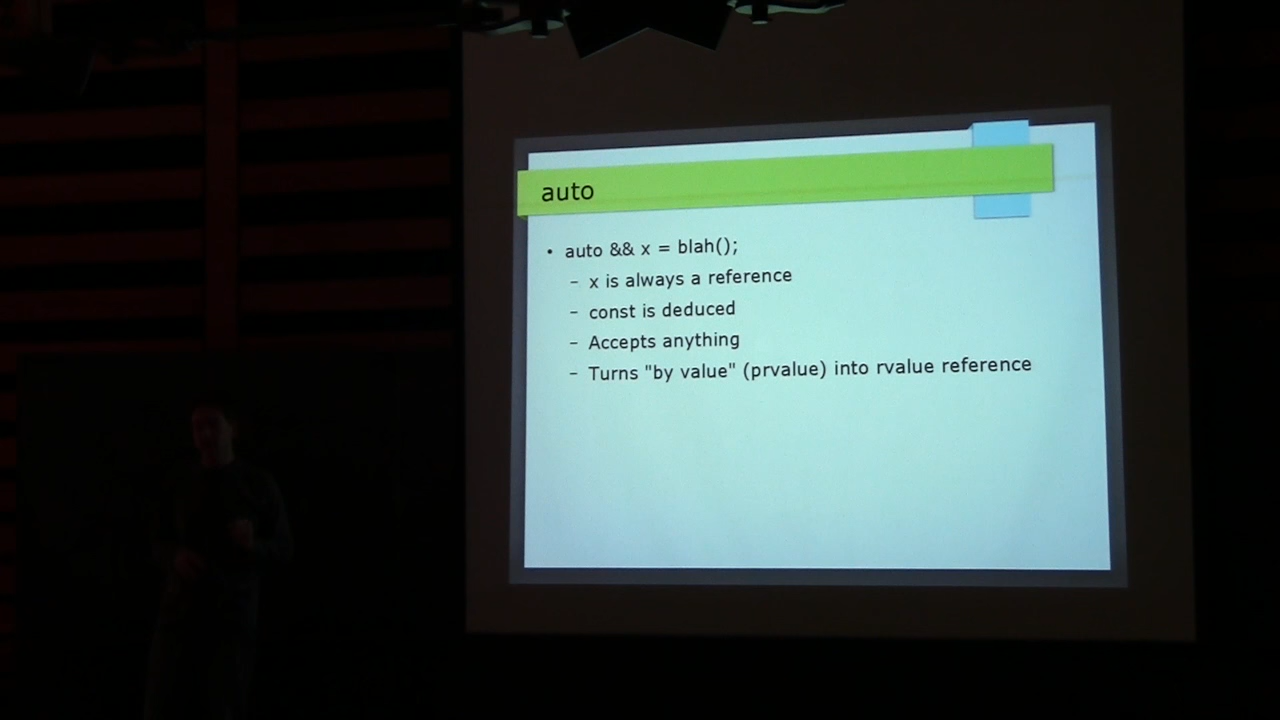 auto
• auto && x = blah();
– x is always a reference
– const is deduced
– Accepts anything
– Turns "by value" (prvalue) into rvalue reference